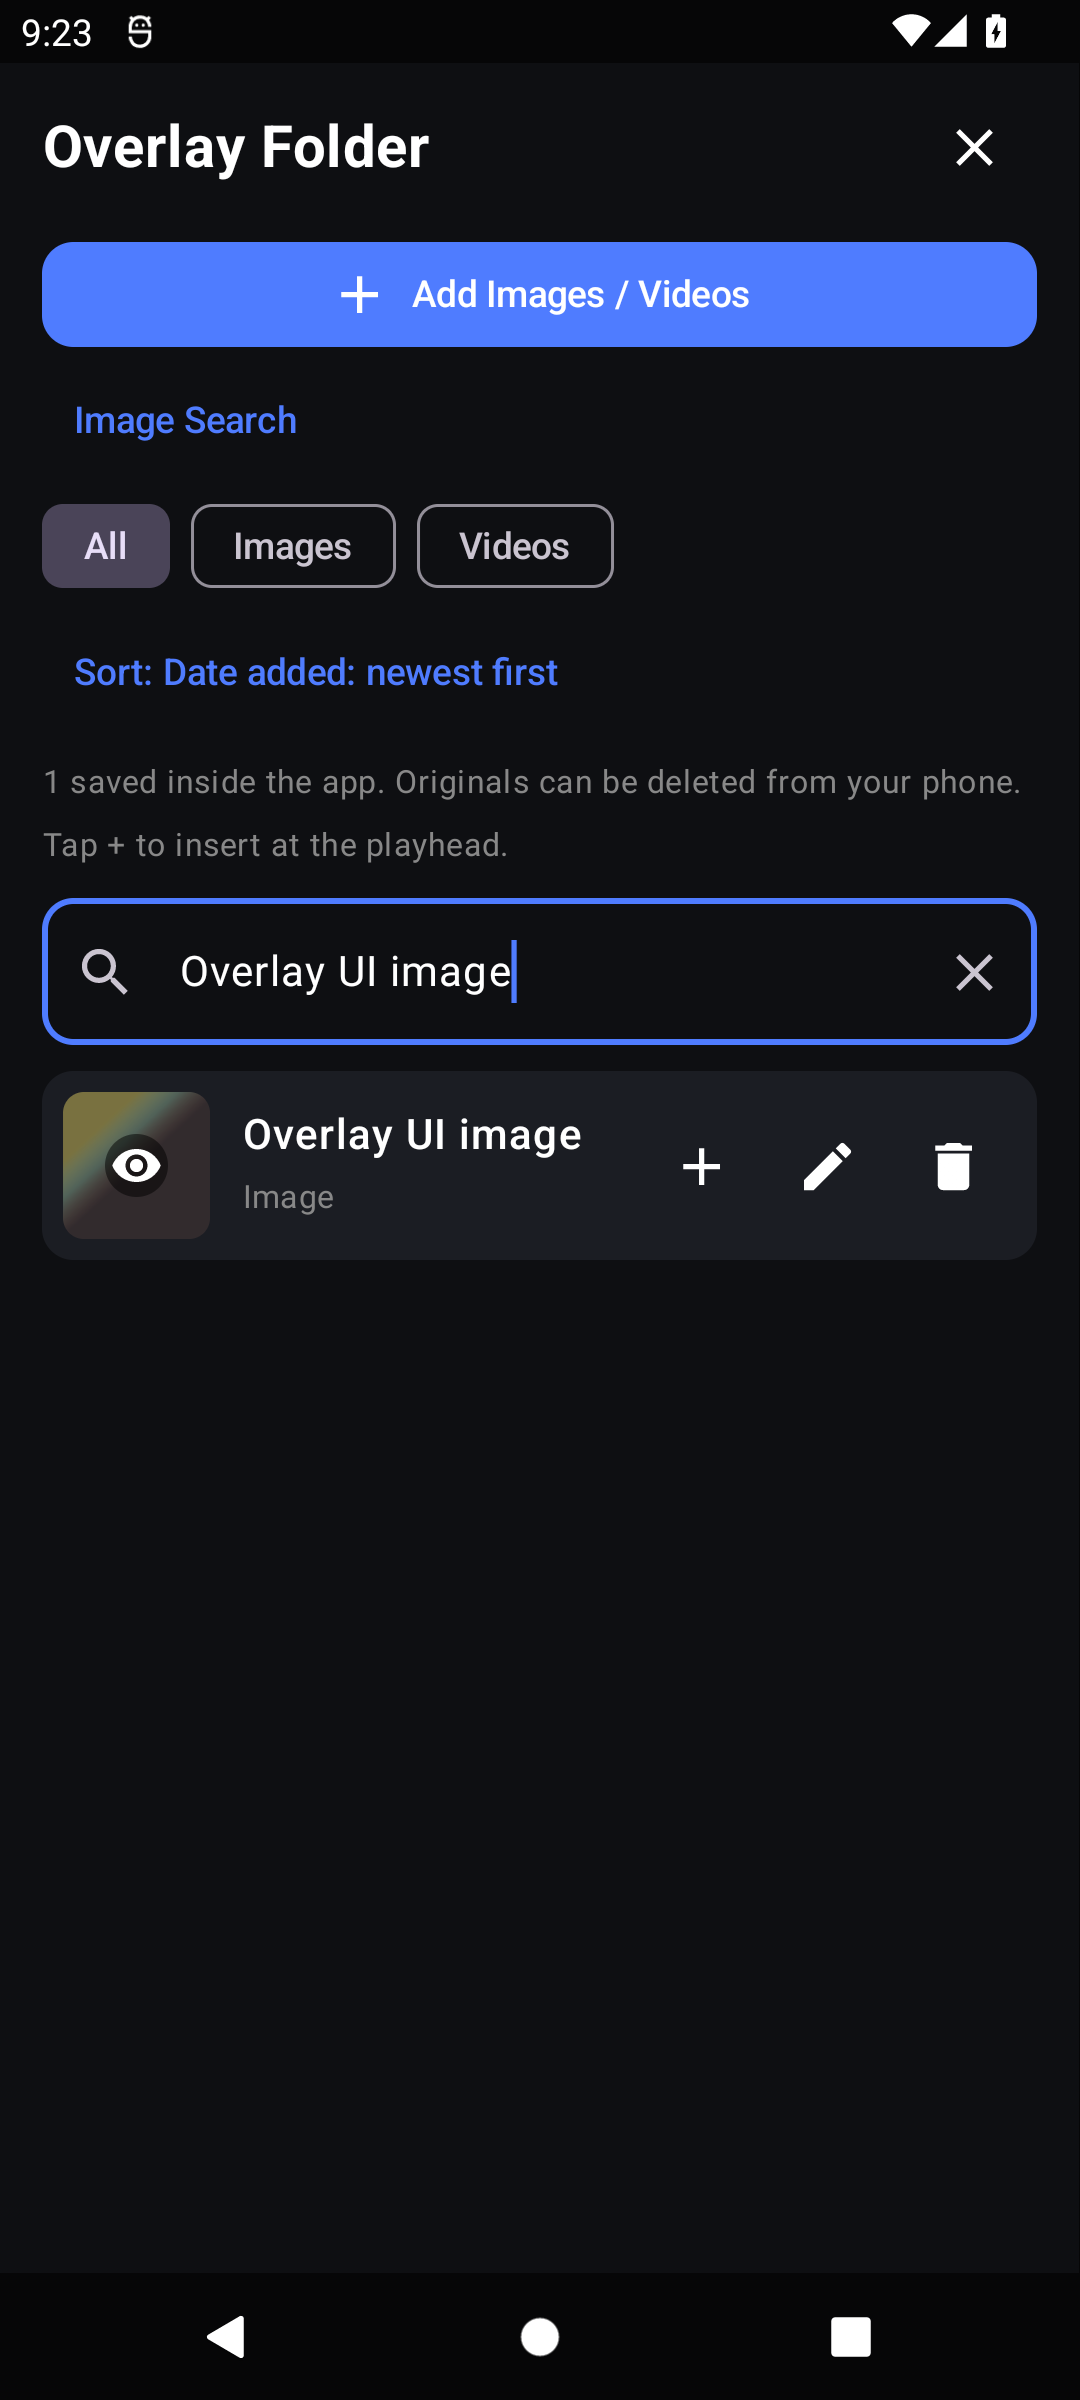 9:23
Overlay Folder
Add Images / Videos
Image Search
All
Images
Videos
Sort: Date added: newest first
1 saved inside the app. Originals can be deleted from your phone.
Tap + to insert at the playhead.
Overlay UI image
Overlay UI image
Image